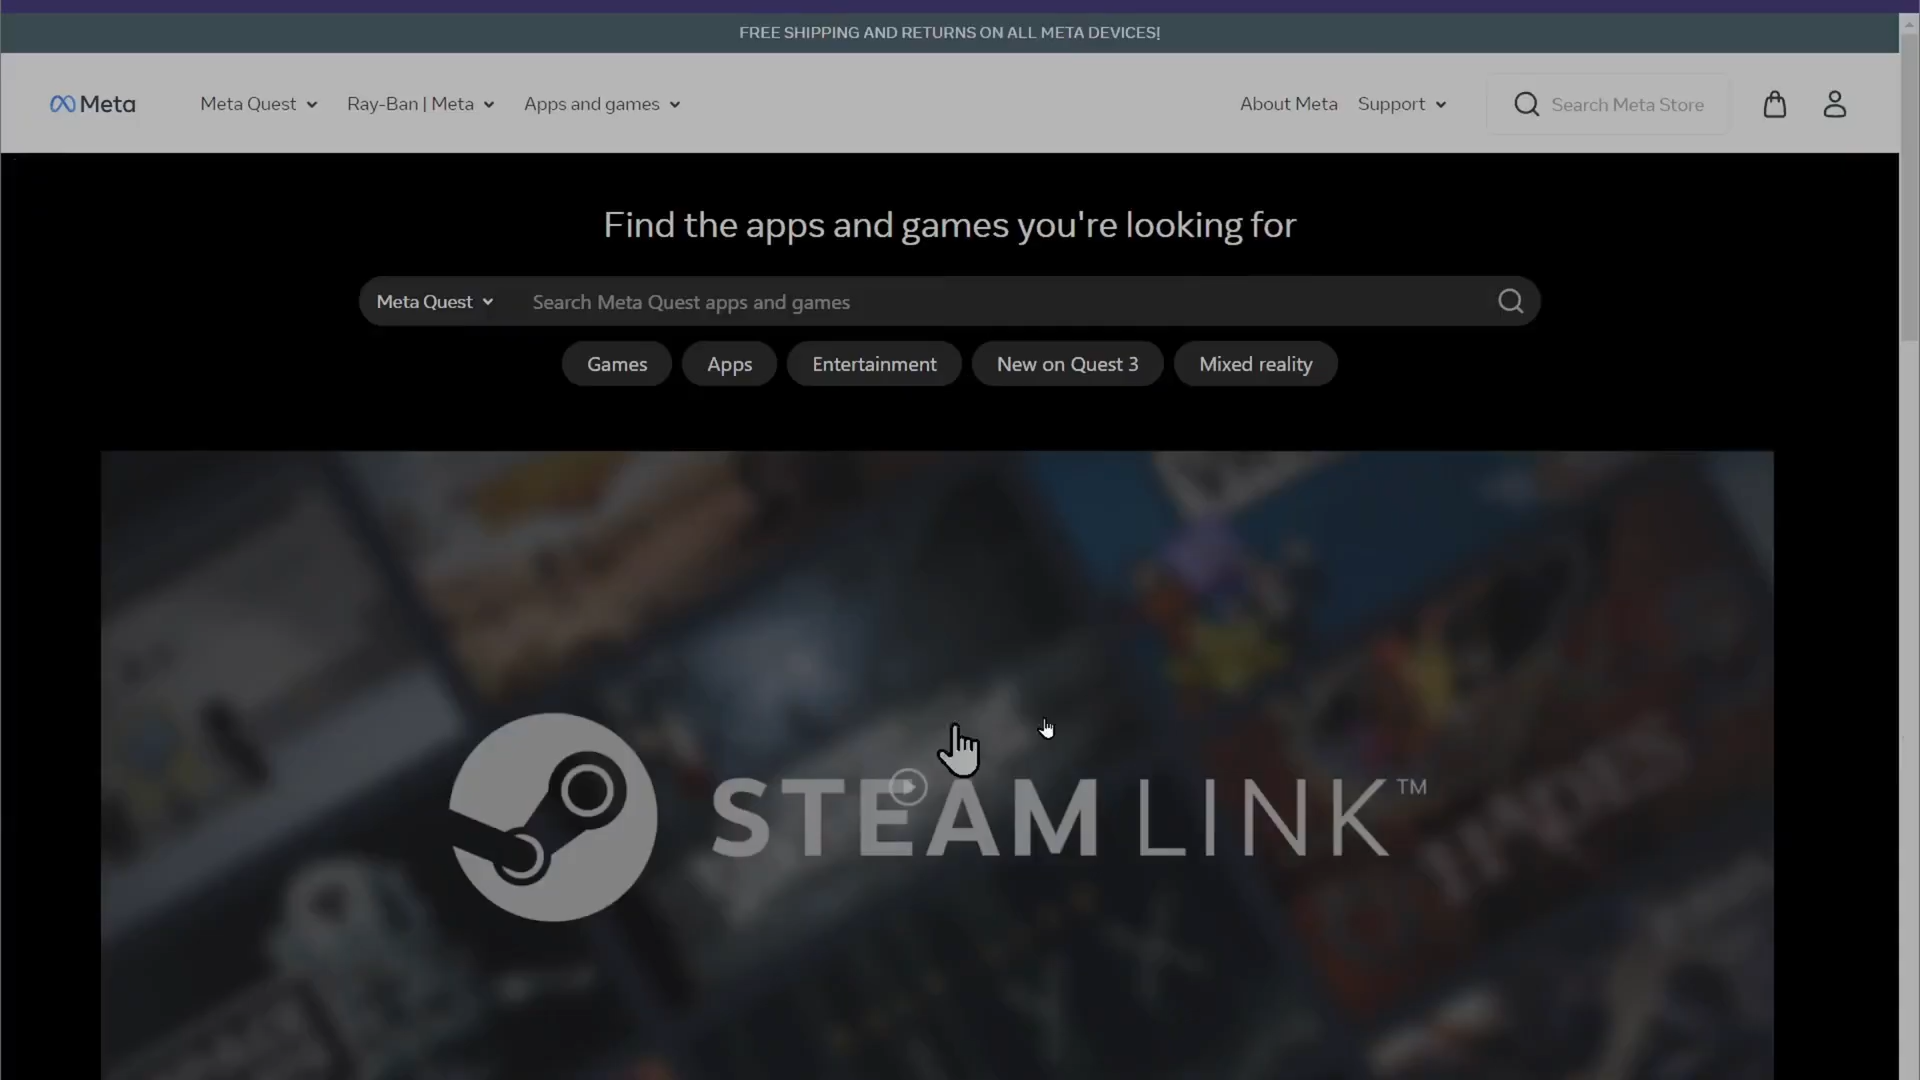 FREE SHIPPING AND RETURNS ON ALL META DEVICES!
Meta
Meta Quest
Ray-Ban | Meta
Apps and games
About Meta
Support
Search Meta Store
Find the apps and games you're looking for
Meta Quest
Search Meta Quest apps and games
Games
Apps
Entertainment
New on Quest 3
Mixed reality
STEAM LINK™